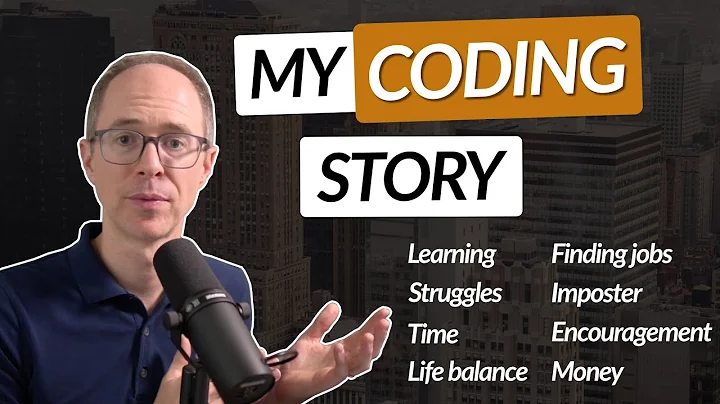 MY CODING
STORY
Learning
Struggles
Time
Life balance
Finding jobs
Imposter
Encouragement
Money